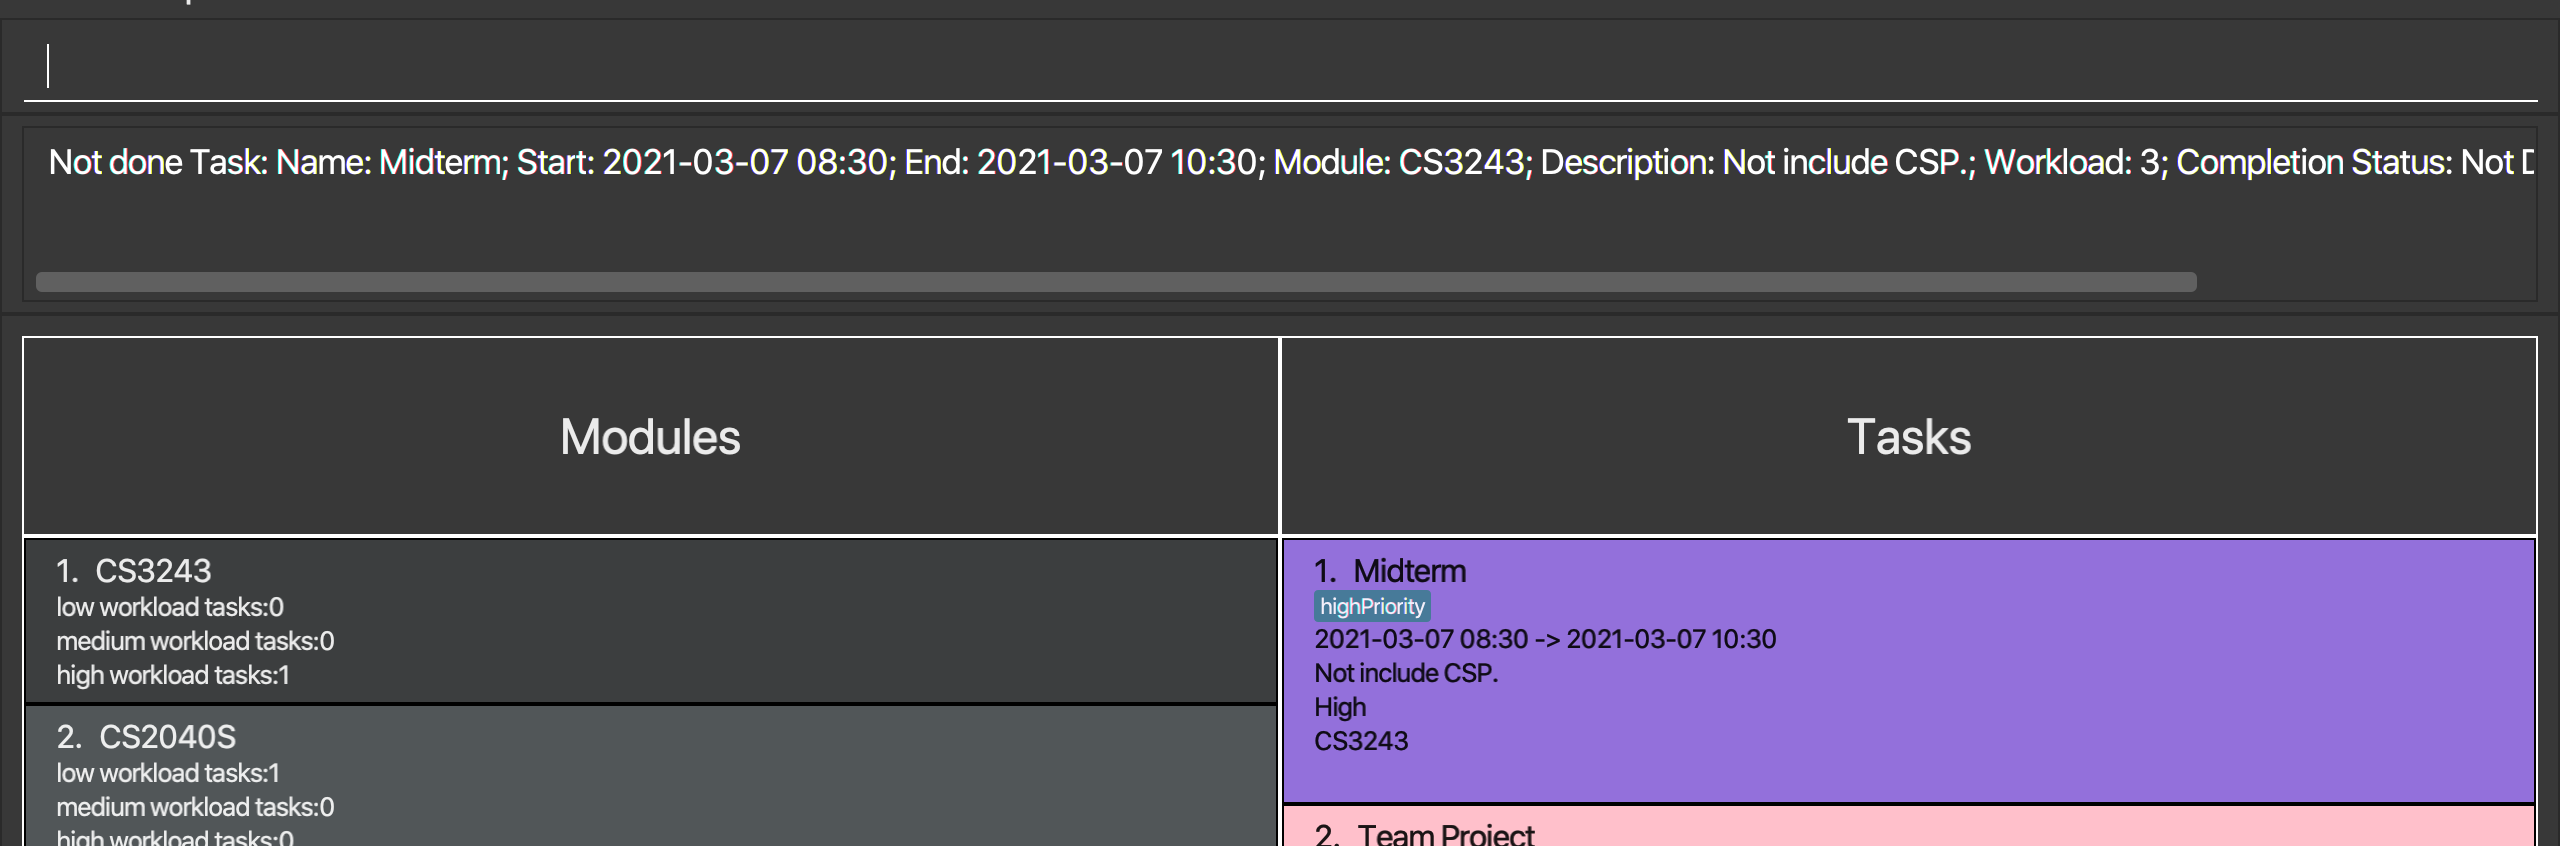 Not done Task: Name: Midterm; Start: 2021-03-07 08:30; End: 2021-03-07 10:30; Module: CS3243; Description: Not include CSP.; Workload: 3; Completion Status: Not
Modules
Tasks
1. CS3243
low workload tasks:0
medium workload tasks:0
high workload tasks:1
2. CS2040S
low workload tasks:1
medium workload tasks:0
high workload tasks:0
1. Midterm
highPriority
2021-03-07 08:30 -> 2021-03-07 10:30
Not include CSP.
High
CS3243
2. Team Project